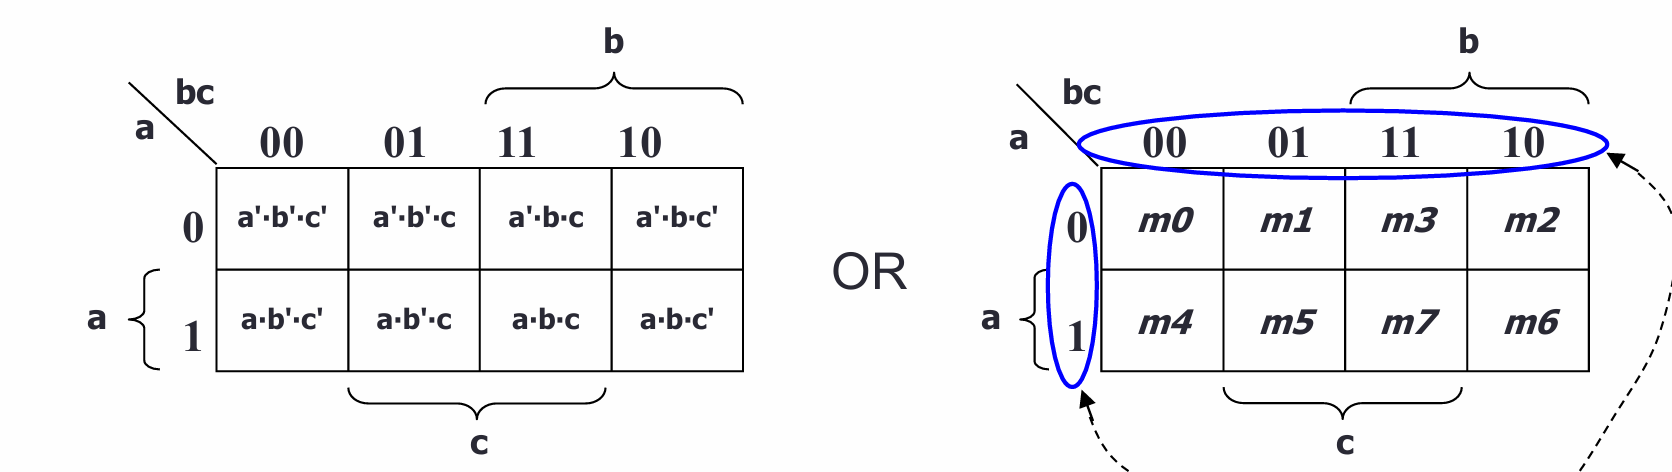 b b
bc bc
a a
00 01 11 10 00 01 11 10
0 a'·b'·c' a'·b'·c a'·b·c a'·b·c' 0 m0 m1 m3 m2
OR
a a
1 a·b'·c' a·b'·c a·b·c a·b·c' 1 m4 m5 m7 m6
c c